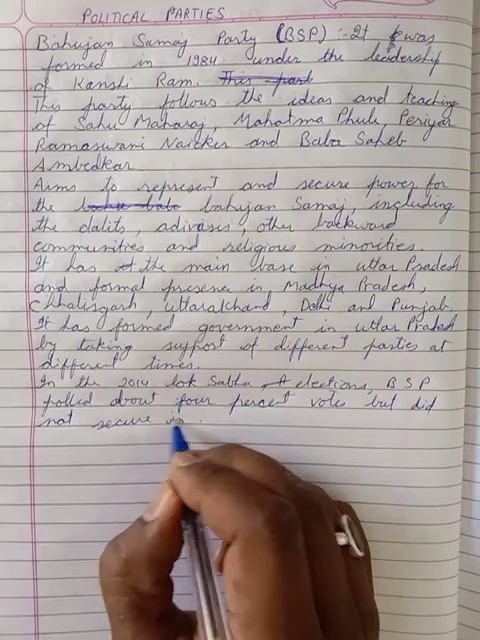 POLITICAL PARTIES
Bahujan Samaj Party (BSP) :- It was
formed in 1984 under the leadership
of Kanshi Ram. This part
This party follows the ideas and teaching
of Sahu Maharaj, Mahatma Phule, Periyar
Ramaswani Naicker and Baba Saheb
Ambedkar.
Aims to represent and secure power for
the bahujan Samaj, including
the dalits, adivasis, other backward
communities and religious minorities.
It has the main base in uttar Pradesh
and formal presence in, Madhya Pradesh,
Chhatisgarh, uttarakhand, Delhi and Punjab.
It has formed government in uttar Pradesh
by taking support of different parties at
different times.
In the 2014 lok Sabha elections, BSP
polled about four percent votes but did
not secure